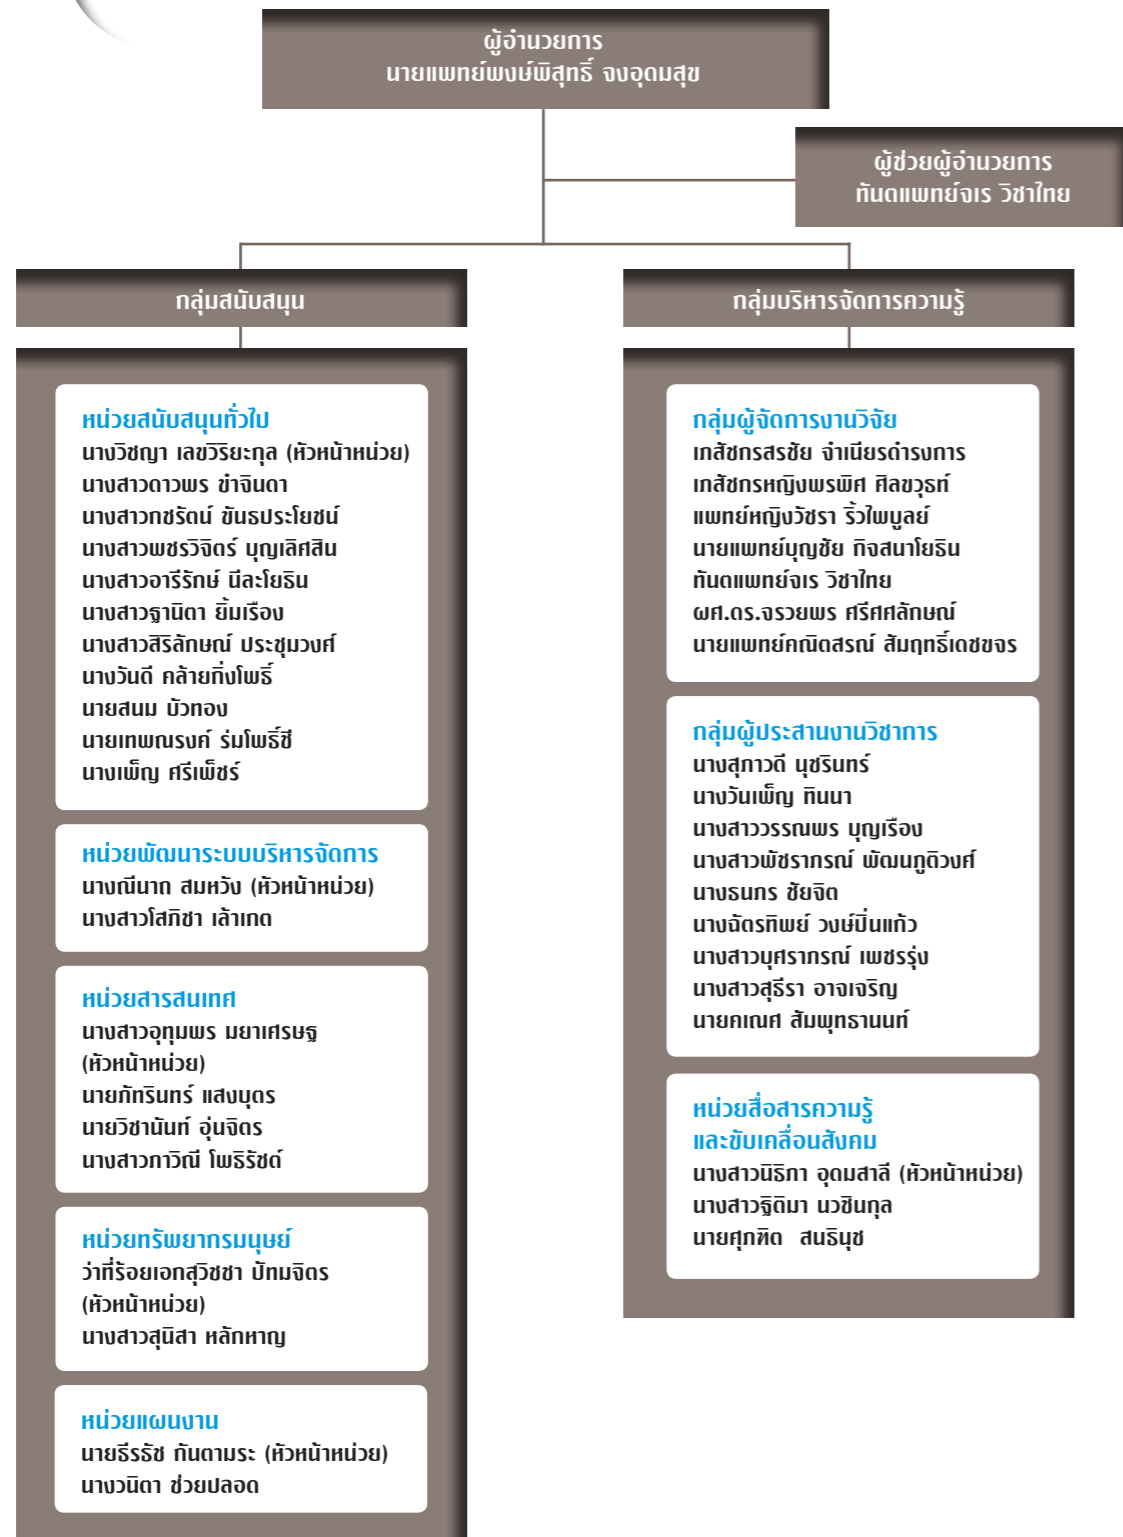 ผู้อำนวยการ
นายแพทย์พงษ์พิสุทธิ์ จงอุดมสุข
ผู้ช่วยผู้อำนวยการ
ทันตแพทย์จเร วิชาไทย
กลุ่มสนับสนุน
หน่วยสนับสนุนทั่วไป
นางวิชญา เลขวิริยะกุล (หัวหน้าหน่วย)
นางสาวดาวพร ขำจินดา
นางสาวกชรัตน์ ขันธประโยชน์
นางสาวพชรวิจิตร์ บุญเลิศสิน
นางสาวอารีรักษ์ นีละโยธิน
นางสาวฐานิตา ยิ้มเรือง
นางสาวสิริลักษณ์ ประชุมวงศ์
นางวันดี คล้ายกิ่งโพธิ์
นายสนม บัวทอง
นายเทพณรงค์ ร่มโพธิ์ชี
นางเพ็ญ ศรีเพ็ชร์
หน่วยพัฒนาระบบบริหารจัดการ
นางณีนาถ สมหวัง (หัวหน้าหน่วย)
นางสาวโสภิชา เล้าเกต
หน่วยสารสนเทศ
นางสาวอุทุมพร มยาเศรษฐ
(หัวหน้าหน่วย)
นายภัทรินทร์ แสงบุตร
นายวิชานันท์ อุ่นจิตร
นางสาวภาวิณี โพธิรัชต์
หน่วยทรัพยากรมนุษย์
ว่าที่ร้อยเอกสุวิชชา ปัทมจิตร
(หัวหน้าหน่วย)
นางสาวสุนิสา หลักหาญ
หน่วยแผนงาน
นายธีรธัช กันตามระ (หัวหน้าหน่วย)
นางวนิตา ช่วยปลอด
กลุ่มบริหารจัดการความรู้
กลุ่มผู้จัดการงานวิจัย
เภสัชกรสรชัย จำเนียรดำรงการ
เภสัชกรหญิงพรพิศ ศิลขวุธท์
แพทย์หญิงวัชรา ริ้วไพบูลย์
นายแพทย์บุญชัย กิจสนาโยธิน
ทันตแพทย์จเร วิชาไทย
ผศ.ดร.จรวยพร ศรีศศลักษณ์
นายแพทย์คณิตสรณ์ สัมฤทธิ์เดชขจร
กลุ่มผู้ประสานงานวิชาการ
นางสุภาวดี นุชรินทร์
นางวันเพ็ญ ทินนา
นางสาววรรณพร บุญเรือง
นางสาวพัชราภรณ์ พัฒนภูติวงศ์
นางธนภร ชัยจิต
นางฉัตรทิพย์ วงษ์ปิ่นแก้ว
นางสาวบุศราภรณ์ เพชรรุ่ง
นางสาวสุธีรา อาจเจริญ
นายคเณศ สัมพุทธานนท์
หน่วยสื่อสารความรู้
และขับเคลื่อนสังคม
นางสาวนิธิภา อุดมสาลี (หัวหน้าหน่วย)
นางสาวฐิติมา นวชินกุล
นายศุภฑิต สนธินุช